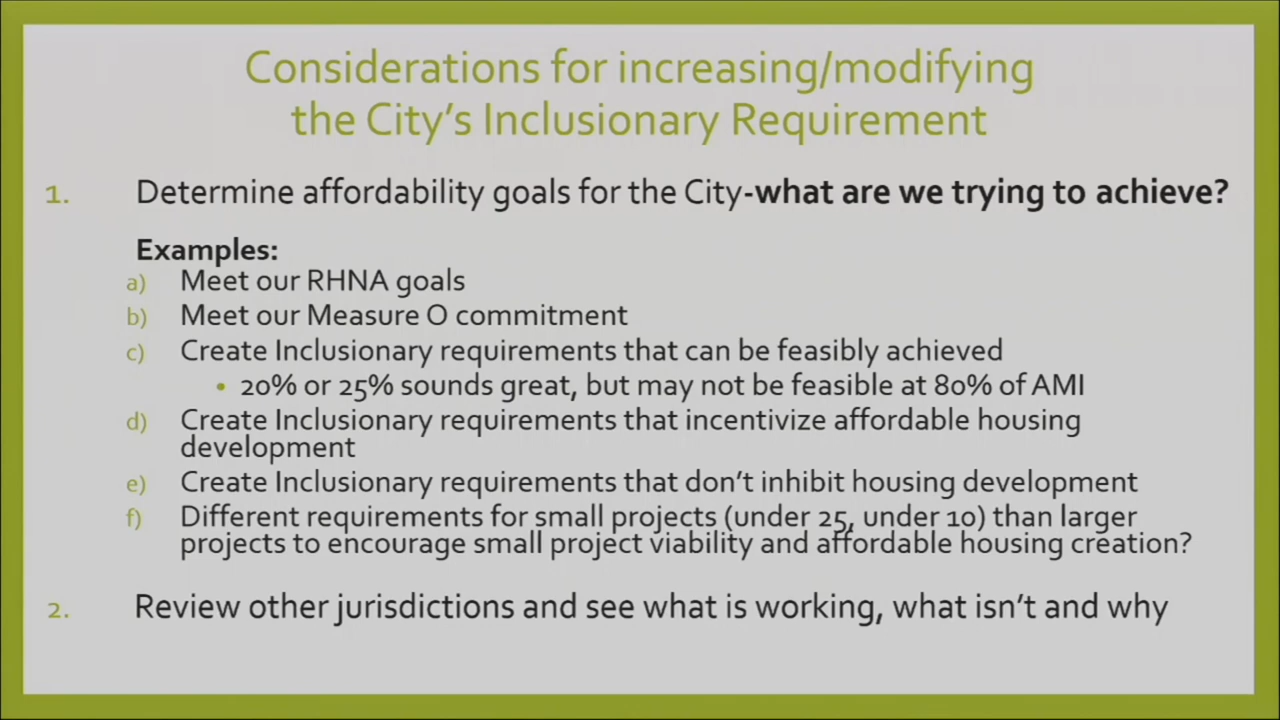 Considerations for increasing/modifying
the City's Inclusionary Requirement
1. Determine affordability goals for the City-what are we trying to achieve?
Examples:
a) Meet our RHNA goals
b) Meet our Measure O commitment
c) Create Inclusionary requirements that can be feasibly achieved
• 20% or 25% sounds great, but may not be feasible at 80% of AMI
d) Create Inclusionary requirements that incentivize affordable housing
development
e) Create Inclusionary requirements that don't inhibit housing development
f) Different requirements for small projects (under 25, under 10) than larger
projects to encourage small project viability and affordable housing creation?
2. Review other jurisdictions and see what is working, what isn't and why